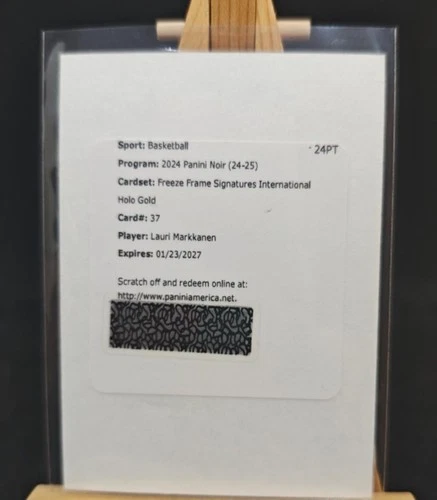 Sport: Basketball
24PT
Program: 2024 Panini Noir (24-25)
Cardset: Freeze Frame Signatures International
Holo Gold
Card#: 37
Player: Lauri Markkanen
Expires: 01/23/2027
Scratch off and redeem online at:
http://www.paniniamerica.net.